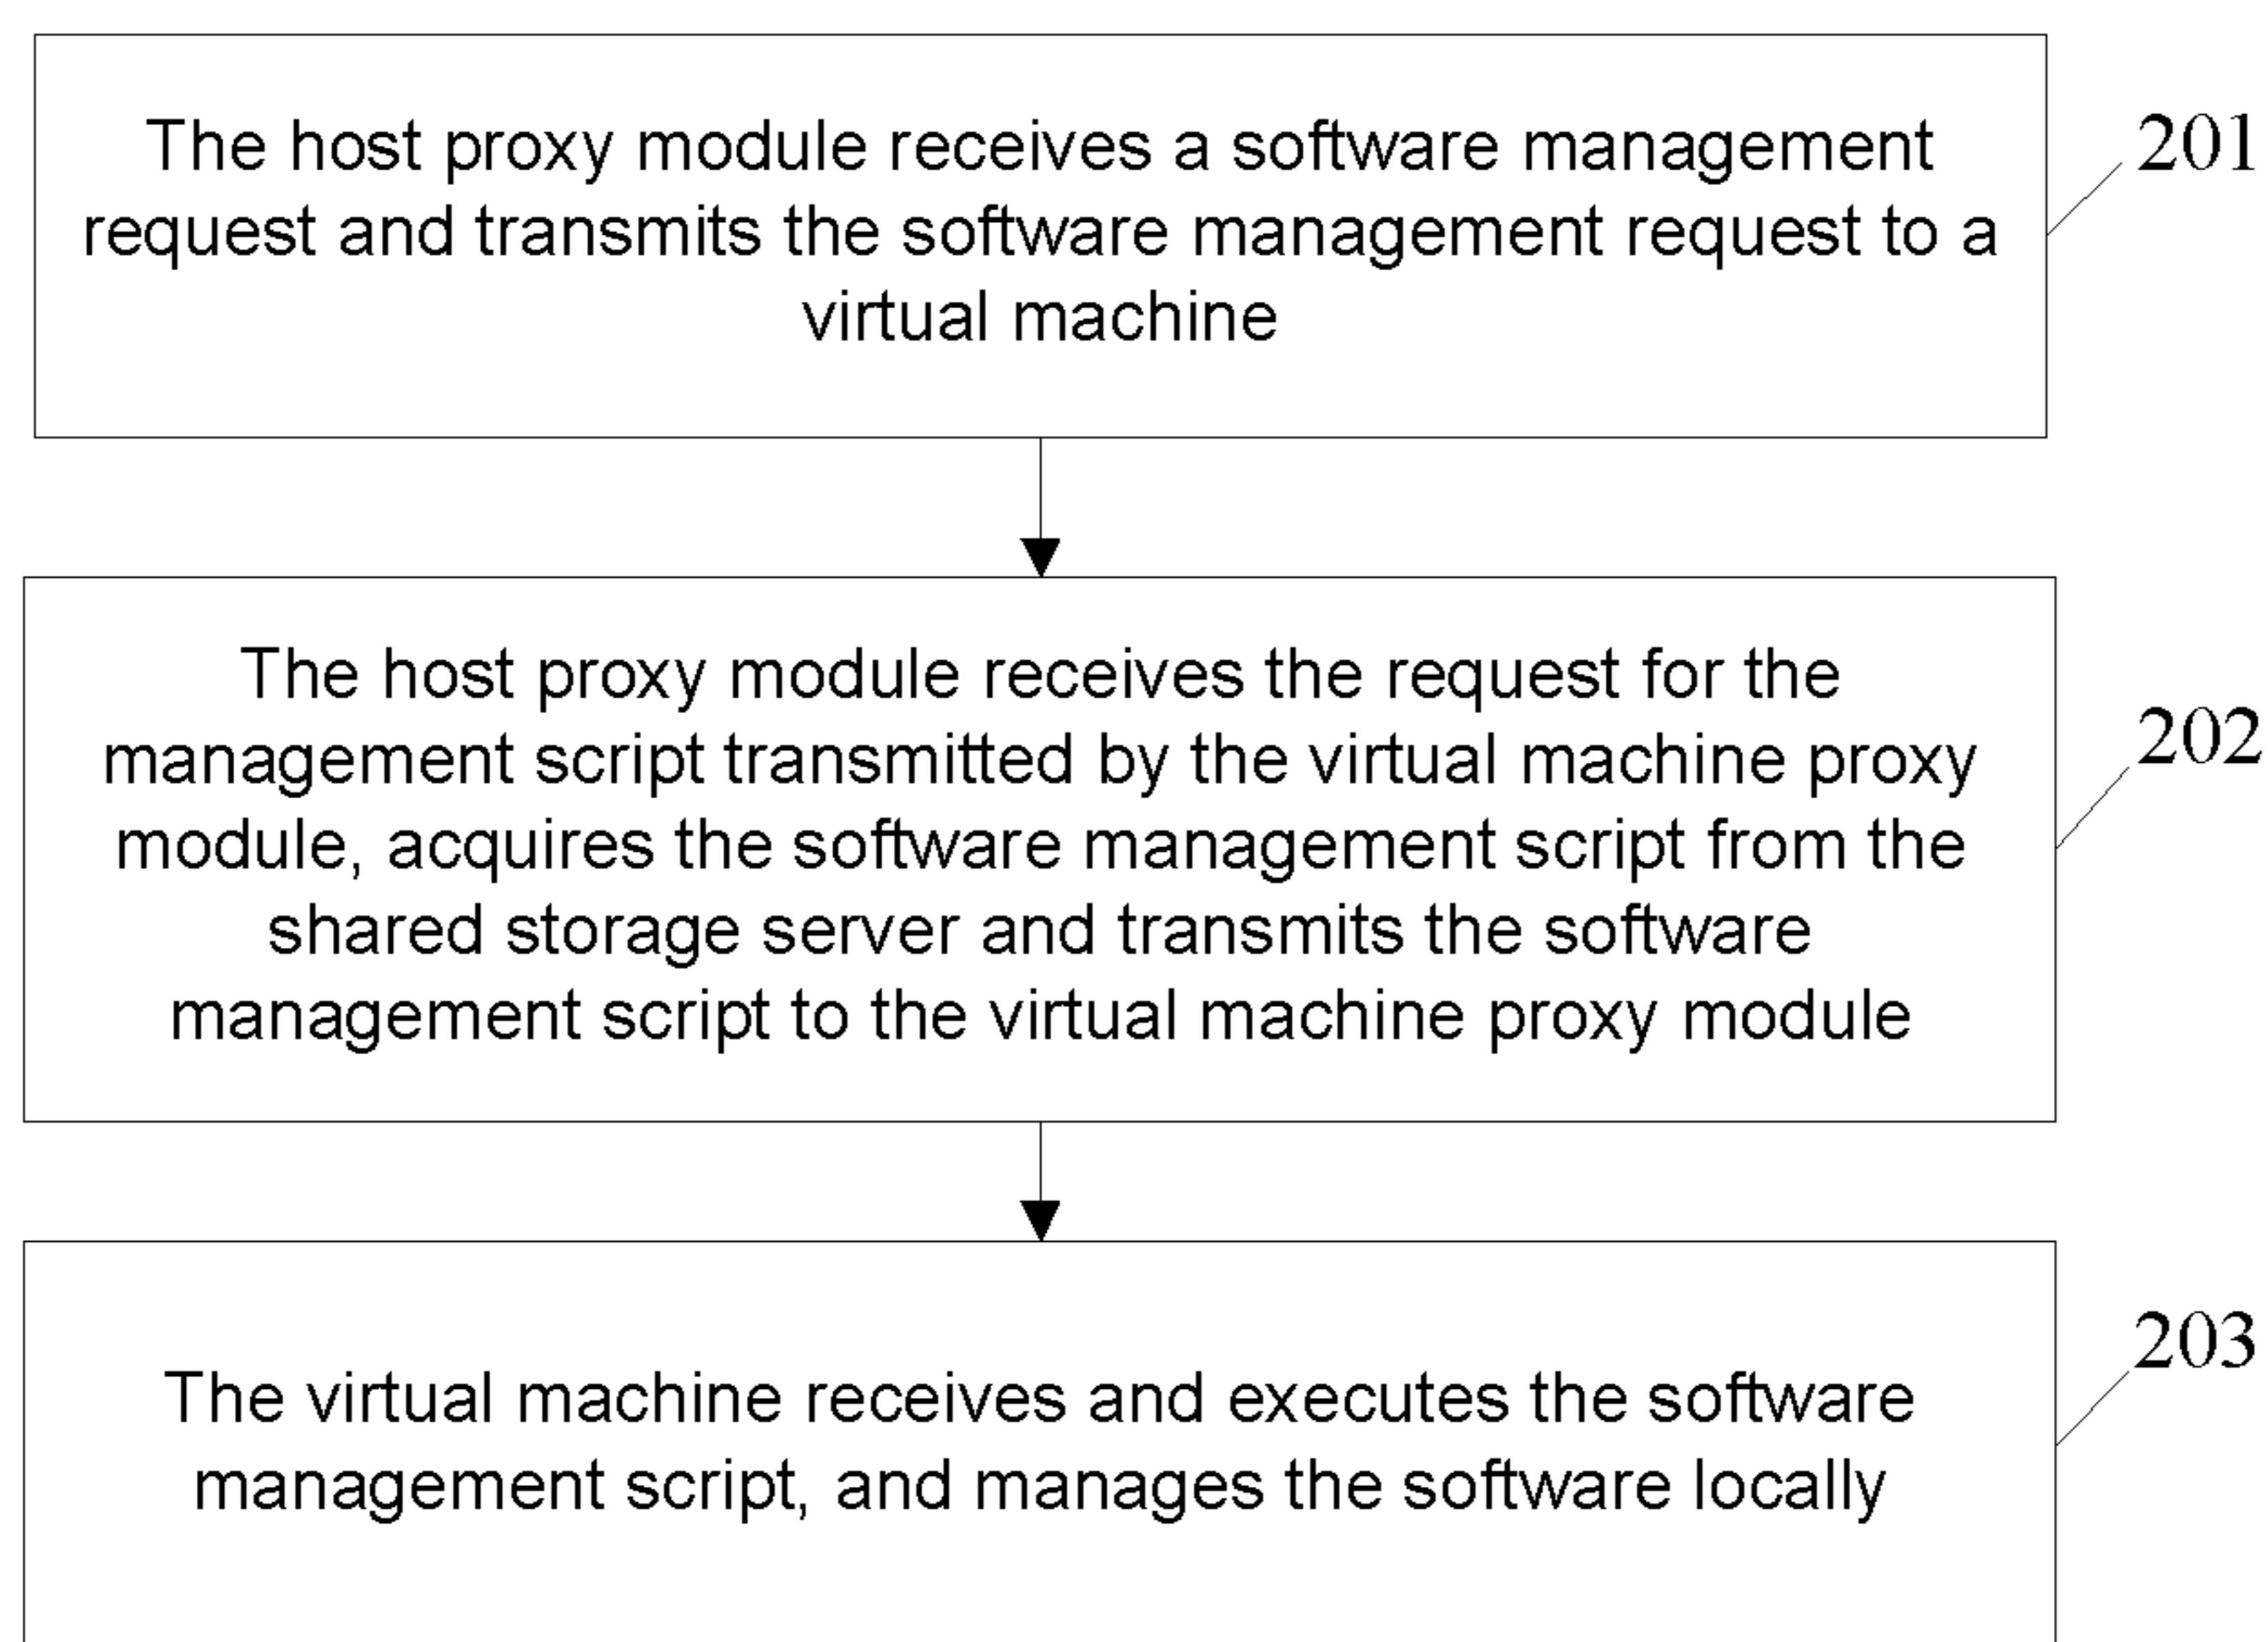 The host proxy module receives a software management
request and transmits the software management request to a
virtual machine
201
The host proxy module receives the request for the
management script transmitted by the virtual machine proxy
module, acquires the software management script from the
shared storage server and transmits the software
management script to the virtual machine proxy module
202
The virtual machine receives and executes the software
management script, and manages the software locally
203